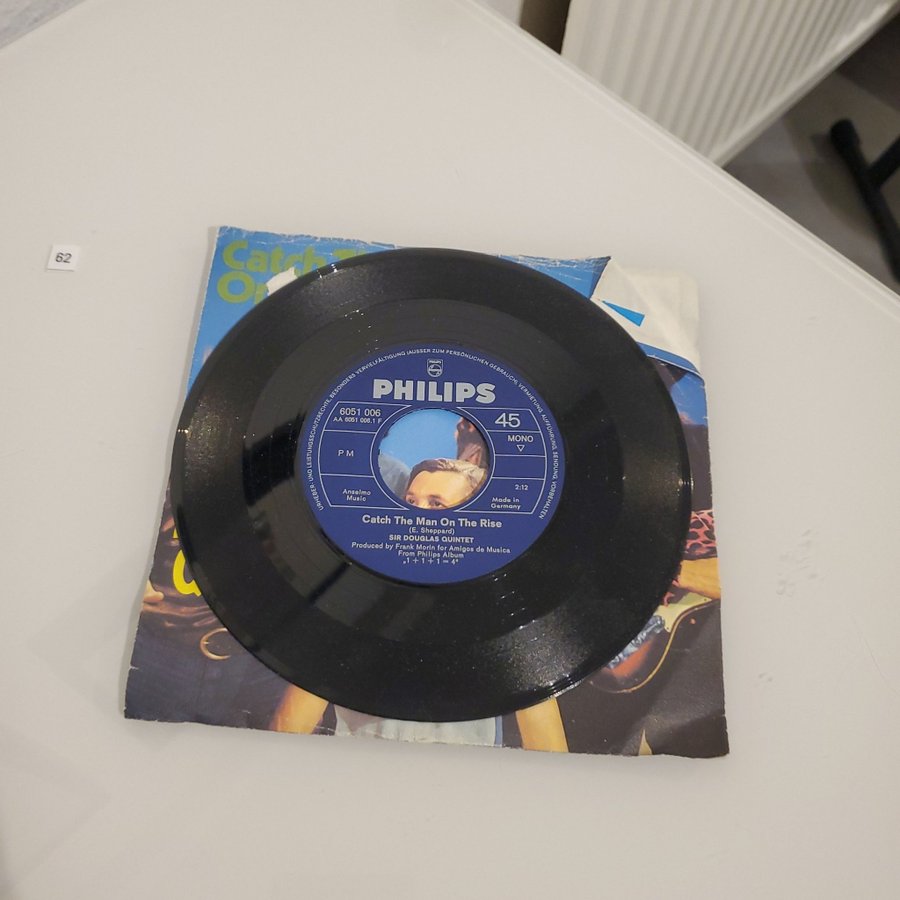 62
Catch
URHEBER- UND LEISTUNGSSCHUTZRECHTE, BESONDERS VERVIELFÄLTIGUNG (AUSSER ZUM PERSÖNLICHEN GEBRAUCH), VERMIETUNG, AUFFÜHRUNG, SENDUNG, VORBEHALTEN
PHILIPS
PHILIPS
6051 006
AA 6051 006.1 F
45
MONO
P M
2:12
Anselmo
Music
Made in
Germany
Catch The Man On The Rise
(E. Sheppard)
SIR DOUGLAS QUINTET
Produced by Frank Morin for Amigos de Musica
From Philips Album
„1 + 1 + 1 = 4"